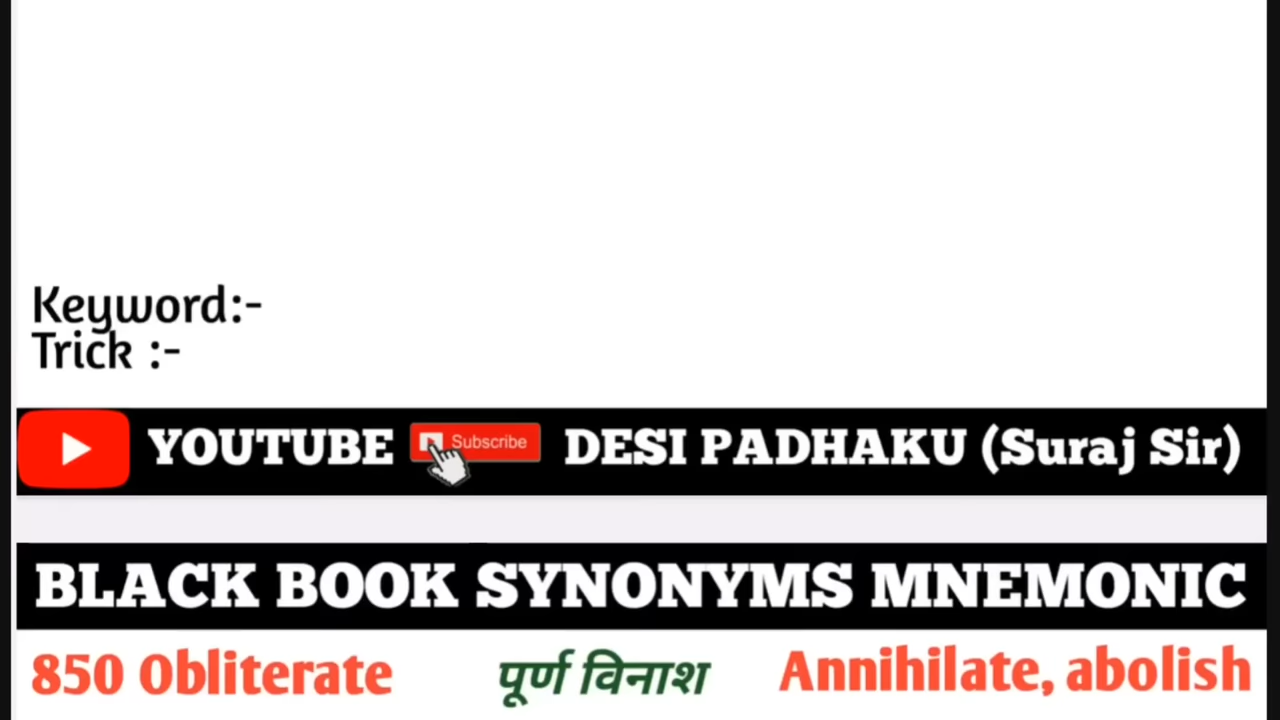 Keyword:-
Trick :-
YOUTUBE Subscribe DESI PADHAKU (Suraj Sir)
BLACK BOOK SYNONYMS MNEMONIC
850 Obliterate पूर्ण विनाश Annihilate, abolish